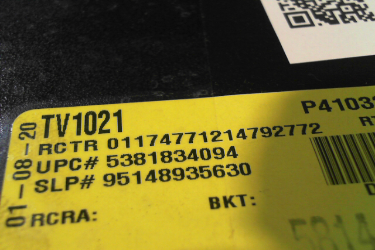 01-08-20
TV1021
P4103
RCTR 01174771214792772
UPC# 5381834094
SLP# 95148935630
RCRA:
BKT: